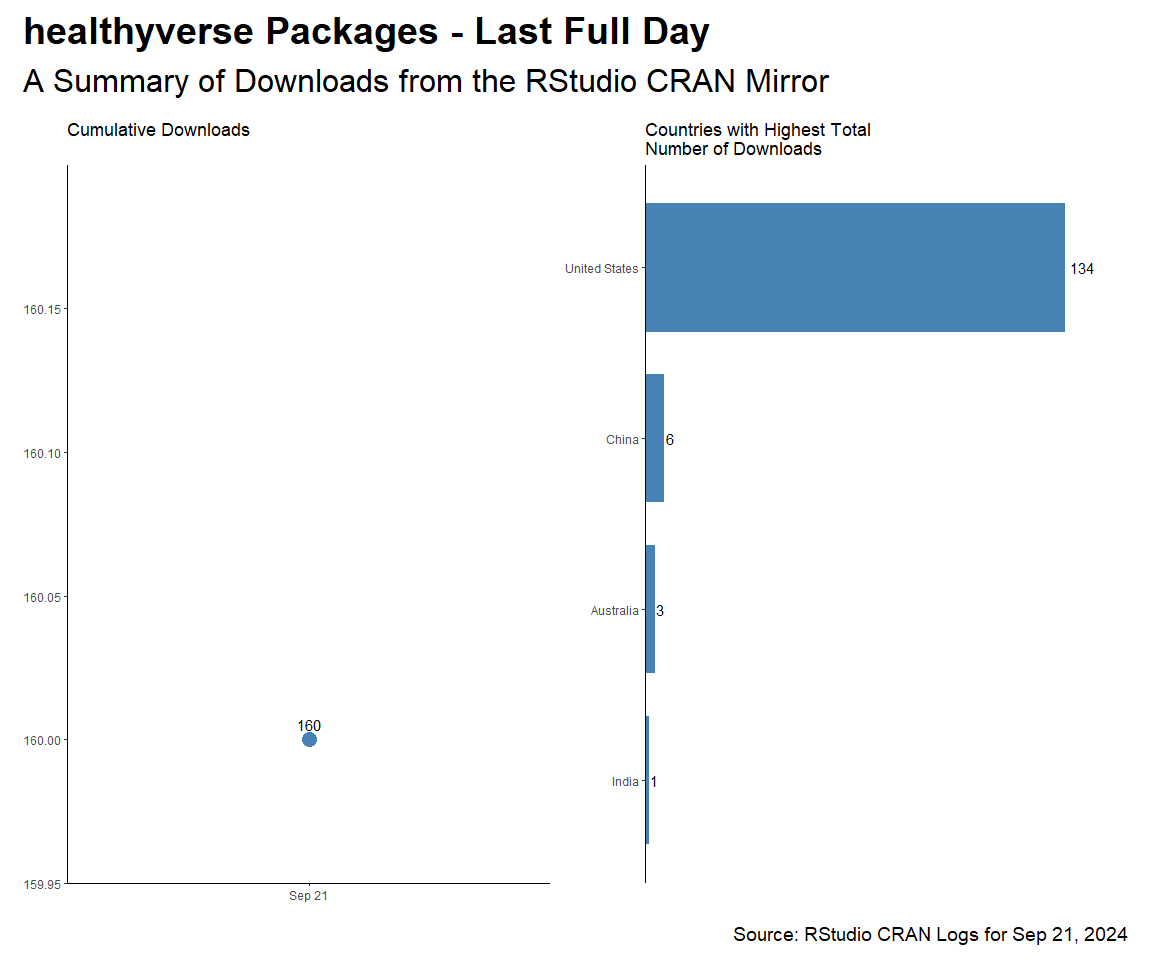 healthyverse Packages - Last Full Day
A Summary of Downloads from the RStudio CRAN Mirror
Cumulative Downloads
160.15
160.10
160.05
160.00
159.95
160
Sep 21
Countries with Highest Total
Number of Downloads
United States
134
China
6
Australia
3
India
1
Source: RStudio CRAN Logs for Sep 21, 2024